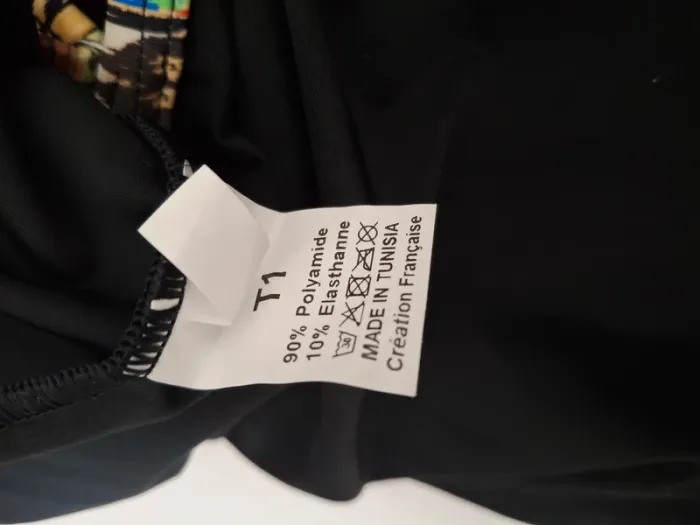 T1
90% Polyamide
10% Elasthanne
30
MADE IN TUNISIA
Création Française